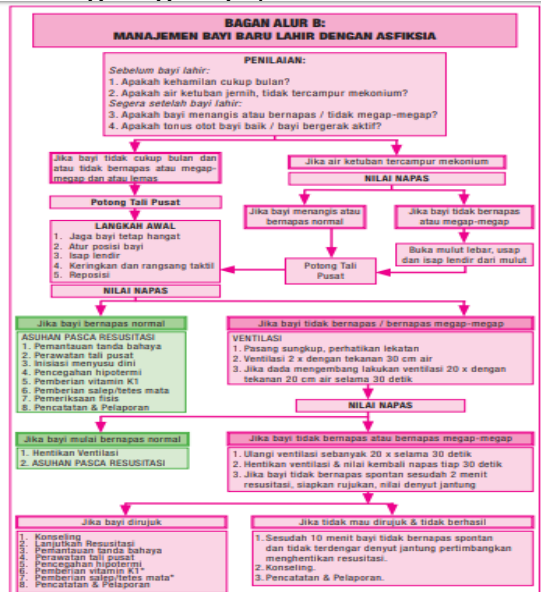 BAGAN ALUR B:
MANAJEMEN BAYI BARU LAHIR DENGAN ASFIKSIA
PENILAIAN:
Sebelum bayi lahir:
1. Apakah kehamilan cukup bulan?
2. Apakah air ketuban jernih, tidak tercampur mekonium?
Segera setelah bayi lahir:
3. Apakah bayi menangis atau bernapas / tidak megap-megap?
4. Apakah tonus otot bayi baik / bayi bergerak aktif?
Jika bayi tidak cukup bulan dan
atau tidak bernapas atau megap-
megap dan atau lemas
Jika air ketuban tercampur mekonium
NILAI NAPAS
Potong Tali Pusat
Jika bayi menangis atau
bernapas normal
Jika bayi tidak bernapas
atau megap-megap
LANGKAH AWAL
1. Jaga bayi tetap hangat
2. Atur posisi bayi
3. Isap lendir
4. Keringkan dan rangsang taktil
5. Reposisi
Potong Tali
Pusat
Buka mulut lebar, usap
dan isap lendir dari mulut
NILAI NAPAS
Jika bayi bernapas normal
ASUHAN PASCA RESUSITASI
1. Pemantauan tanda bahaya
2. Perawatan tali pusat
3. Inisiasi menyusu dini
4. Pencegahan hipotermi
5. Pemberian vitamin K1
6. Pemberian salep/tetes mata
7. Pemeriksaan fisis
8. Pencatatan & Pelaporan
Jika bayi tidak bernapas / bernapas megap-megap
VENTILASI
1. Pasang sungkup, perhatikan lekatan
2. Ventilasi 2 x dengan tekanan 30 cm air
3. Jika dada mengembang lakukan ventilasi 20 x dengan
tekanan 20 cm air selama 30 detik
NILAI NAPAS
Jika bayi mulai bernapas normal
1. Hentikan Ventilasi
2. ASUHAN PASCA RESUSITASI
Jika bayi tidak bernapas atau bernapas megap-megap
1. Ulangi ventilasi sebanyak 20 x selama 30 detik
2. Hentikan ventilasi & nilai kembali napas tiap 30 detik
3. Jika bayi tidak bernapas spontan sesudah 2 menit
resusitasi, siapkan rujukan, nilai denyut jantung
Jika bayi dirujuk
1. Konseling
2. Lanjutkan Resusitasi
3. Pemantauan tanda bahaya
4. Perawatan tali pusat
5. Pencegahan hipotermi
6. Pemberian vitamin K1*
7. Pemberian salep/tetes mata*
8. Pencatatan & Pelaporan
Jika tidak mau dirujuk & tidak berhasil
1. Sesudah 10 menit bayi tidak bernapas spontan
dan tidak terdengar denyut jantung pertimbangkan
menghentikan resusitasi.
2. Konseling.
3. Pencatatan & Pelaporan.